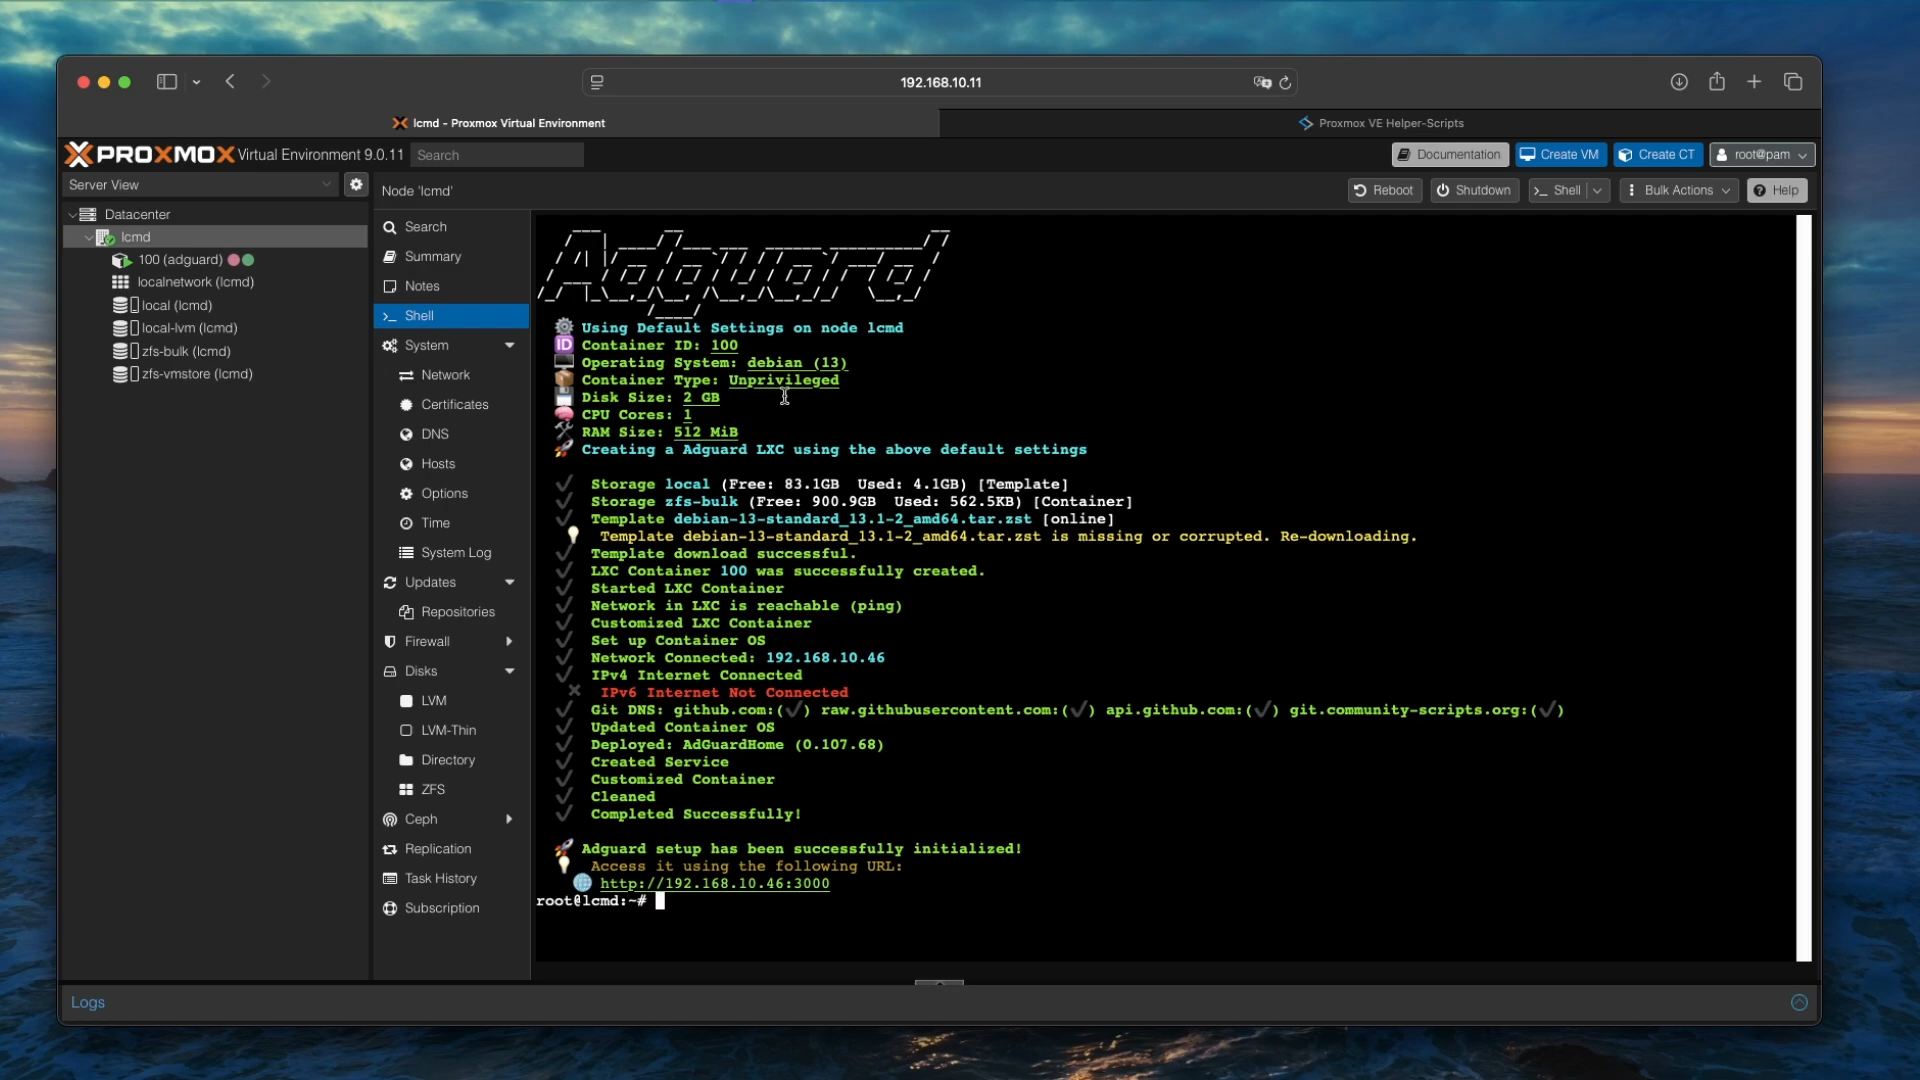 192.168.10.11
lcmd - Proxmox Virtual Environment
Proxmox VE Helper-Scripts
PROXMOX Virtual Environment 9.0.11
Search
Documentation
Create VM
Create CT
root@pam
Server View
Node 'lcmd'
Reboot
Shutdown
Shell
Bulk Actions
Help
Datacenter
lcmd
100 (adguard)
localnetwork (lcmd)
local (lcmd)
local-lvm (lcmd)
zfs-bulk (lcmd)
zfs-vmstore (lcmd)
Search
Summary
Notes
Shell
System
Network
Certificates
DNS
Hosts
Options
Time
System Log
Updates
Repositories
Firewall
Disks
LVM
LVM-Thin
Directory
ZFS
Ceph
Replication
Task History
Subscription
Adguard
Using Default Settings on node lcmd
ID Container ID: 100
Operating System: debian (13)
Container Type: Unprivileged
Disk Size: 2 GB
CPU Cores: 1
RAM Size: 512 MiB
Creating a Adguard LXC using the above default settings
Storage local (Free: 83.1GB  Used: 4.1GB) [Template]
Storage zfs-bulk (Free: 900.9GB  Used: 562.5KB) [Container]
Template debian-13-standard_13.1-2_amd64.tar.zst [online]
Template debian-13-standard_13.1-2_amd64.tar.zst is missing or corrupted. Re-downloading.
Template download successful.
LXC Container 100 was successfully created.
Started LXC Container
Network in LXC is reachable (ping)
Customized LXC Container
Set up Container OS
Network Connected: 192.168.10.46
IPv4 Internet Connected
✖ IPv6 Internet Not Connected
Git DNS: github.com:(✔) raw.githubusercontent.com:(✔) api.github.com:(✔) git.community-scripts.org:(✔)
Updated Container OS
Deployed: AdGuardHome (0.107.68)
Created Service
Customized Container
Cleaned
Completed Successfully!
Adguard setup has been successfully initialized!
Access it using the following URL:
http://192.168.10.46:3000
root@lcmd:~#
Logs